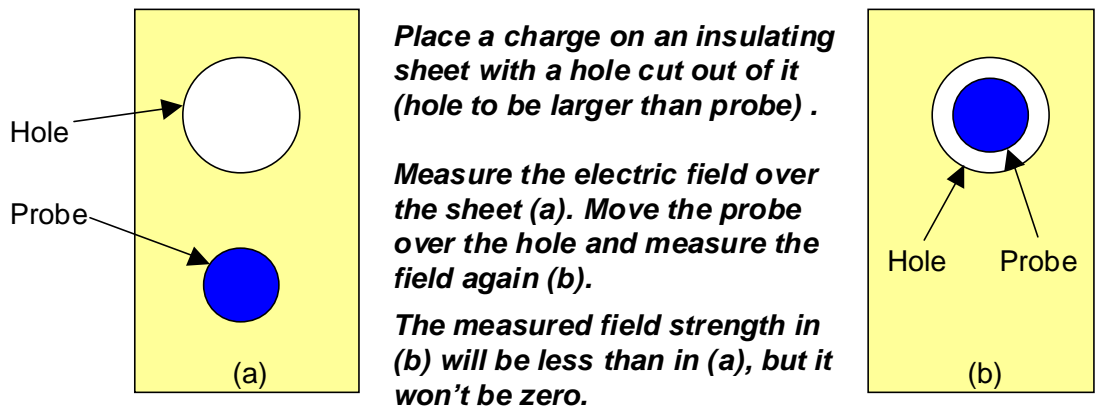 Hole
Probe
(a)
Place a charge on an insulating
sheet with a hole cut out of it
(hole to be larger than probe) .
Measure the electric field over
the sheet (a). Move the probe
over the hole and measure the
field again (b).
The measured field strength in
(b) will be less than in (a), but it
won't be zero.
Hole
Probe
(b)